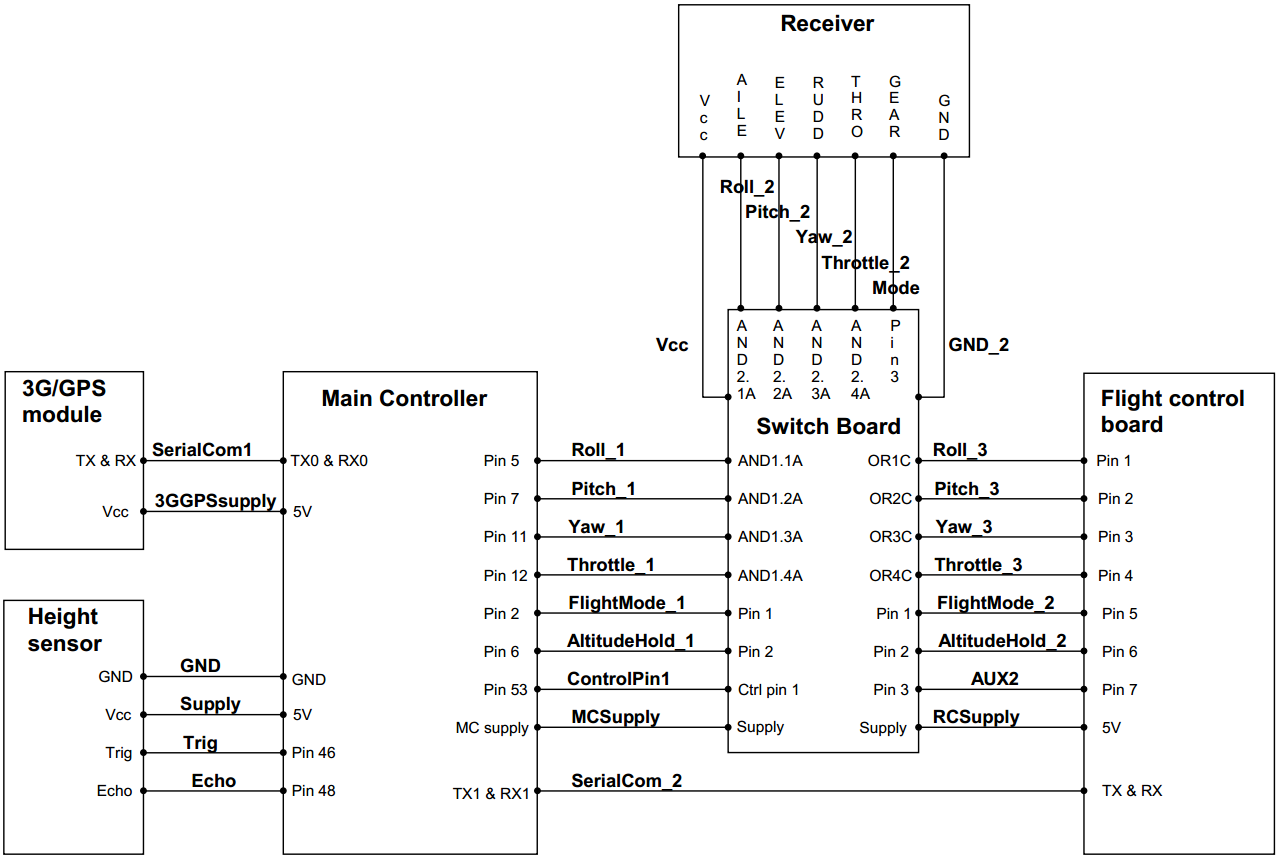 Receiver
Vcc
AILE
ELEV
RUDD
THRO
GEAR
GND
Roll_2
Pitch_2
Yaw_2
Throttle_2
Mode
Vcc
GND_2
AND2.1A
AND2.2A
AND2.3A
AND2.4A
Pin3
Switch Board
3G/GPS
module
TX & RX
Vcc
SerialCom1
3GGPSsupply
Height
sensor
GND
Vcc
Trig
Echo
GND
Supply
Trig
Echo
Main Controller
TX0 & RX0
5V
GND
5V
Pin 46
Pin 48
Pin 5
Pin 7
Pin 11
Pin 12
Pin 2
Pin 6
Pin 53
MC supply
TX1 & RX1
Roll_1
Pitch_1
Yaw_1
Throttle_1
FlightMode_1
AltitudeHold_1
ControlPin1
MCSupply
SerialCom_2
AND1.1A
AND1.2A
AND1.3A
AND1.4A
Pin 1
Pin 2
Ctrl pin 1
Supply
OR1C
OR2C
OR3C
OR4C
Pin 1
Pin 2
Pin 3
Supply
Roll_3
Pitch_3
Yaw_3
Throttle_3
FlightMode_2
AltitudeHold_2
AUX2
RCSupply
Flight control
board
Pin 1
Pin 2
Pin 3
Pin 4
Pin 5
Pin 6
Pin 7
5V
TX & RX